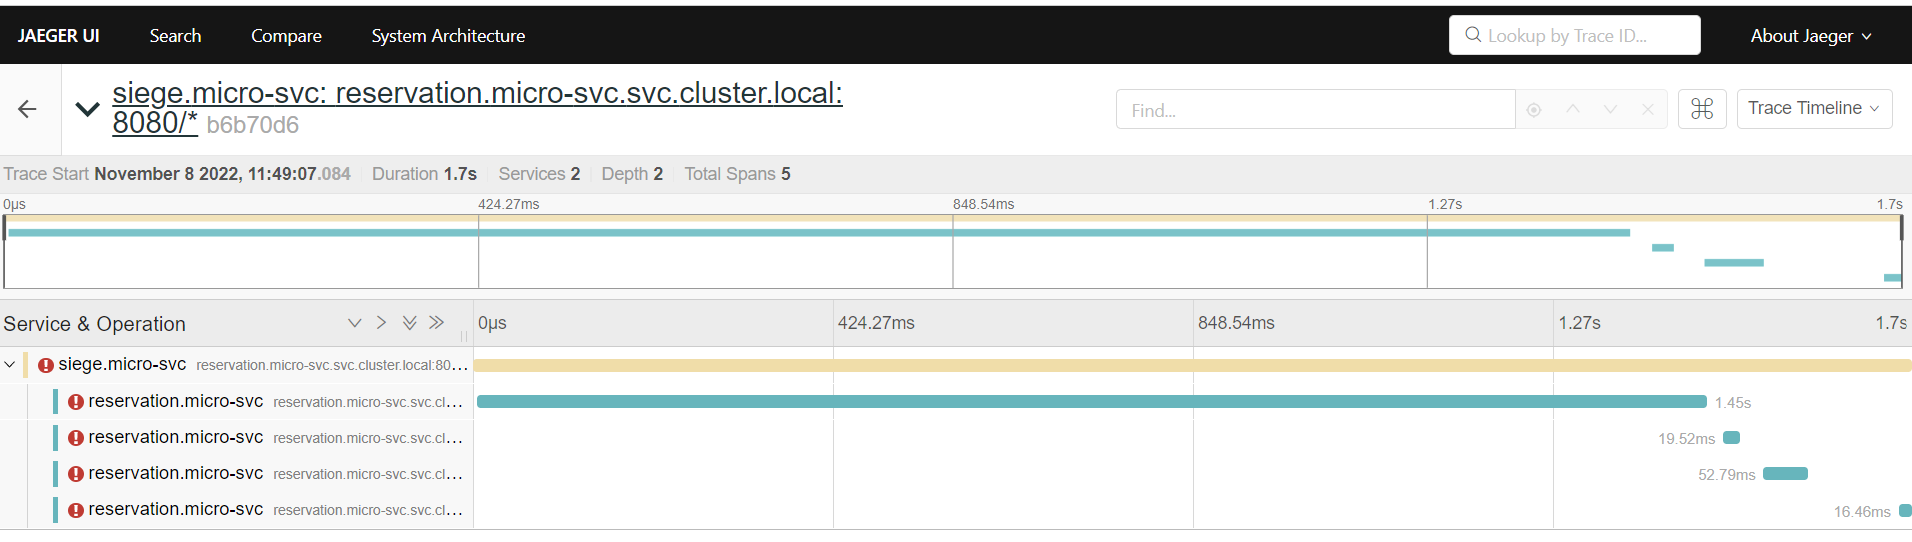 JAEGER UI Search Compare System Architecture Lookup by Trace ID... About Jaeger
siege.micro-svc: reservation.micro-svc.svc.cluster.local:
8080/* b6b70d6
Find...
Trace Timeline
Trace Start November 8 2022, 11:49:07.084 Duration 1.7s Services 2 Depth 2 Total Spans 5
0μs 424.27ms 848.54ms 1.27s 1.7s
Service & Operation 0μs 424.27ms 848.54ms 1.27s 1.7s
siege.micro-svc reservation.micro-svc.svc.cluster.local:80...
reservation.micro-svc reservation.micro-svc.svc.cl... 1.45s
reservation.micro-svc reservation.micro-svc.svc.cl... 19.52ms
reservation.micro-svc reservation.micro-svc.svc.cl... 52.79ms
reservation.micro-svc reservation.micro-svc.svc.cl... 16.46ms